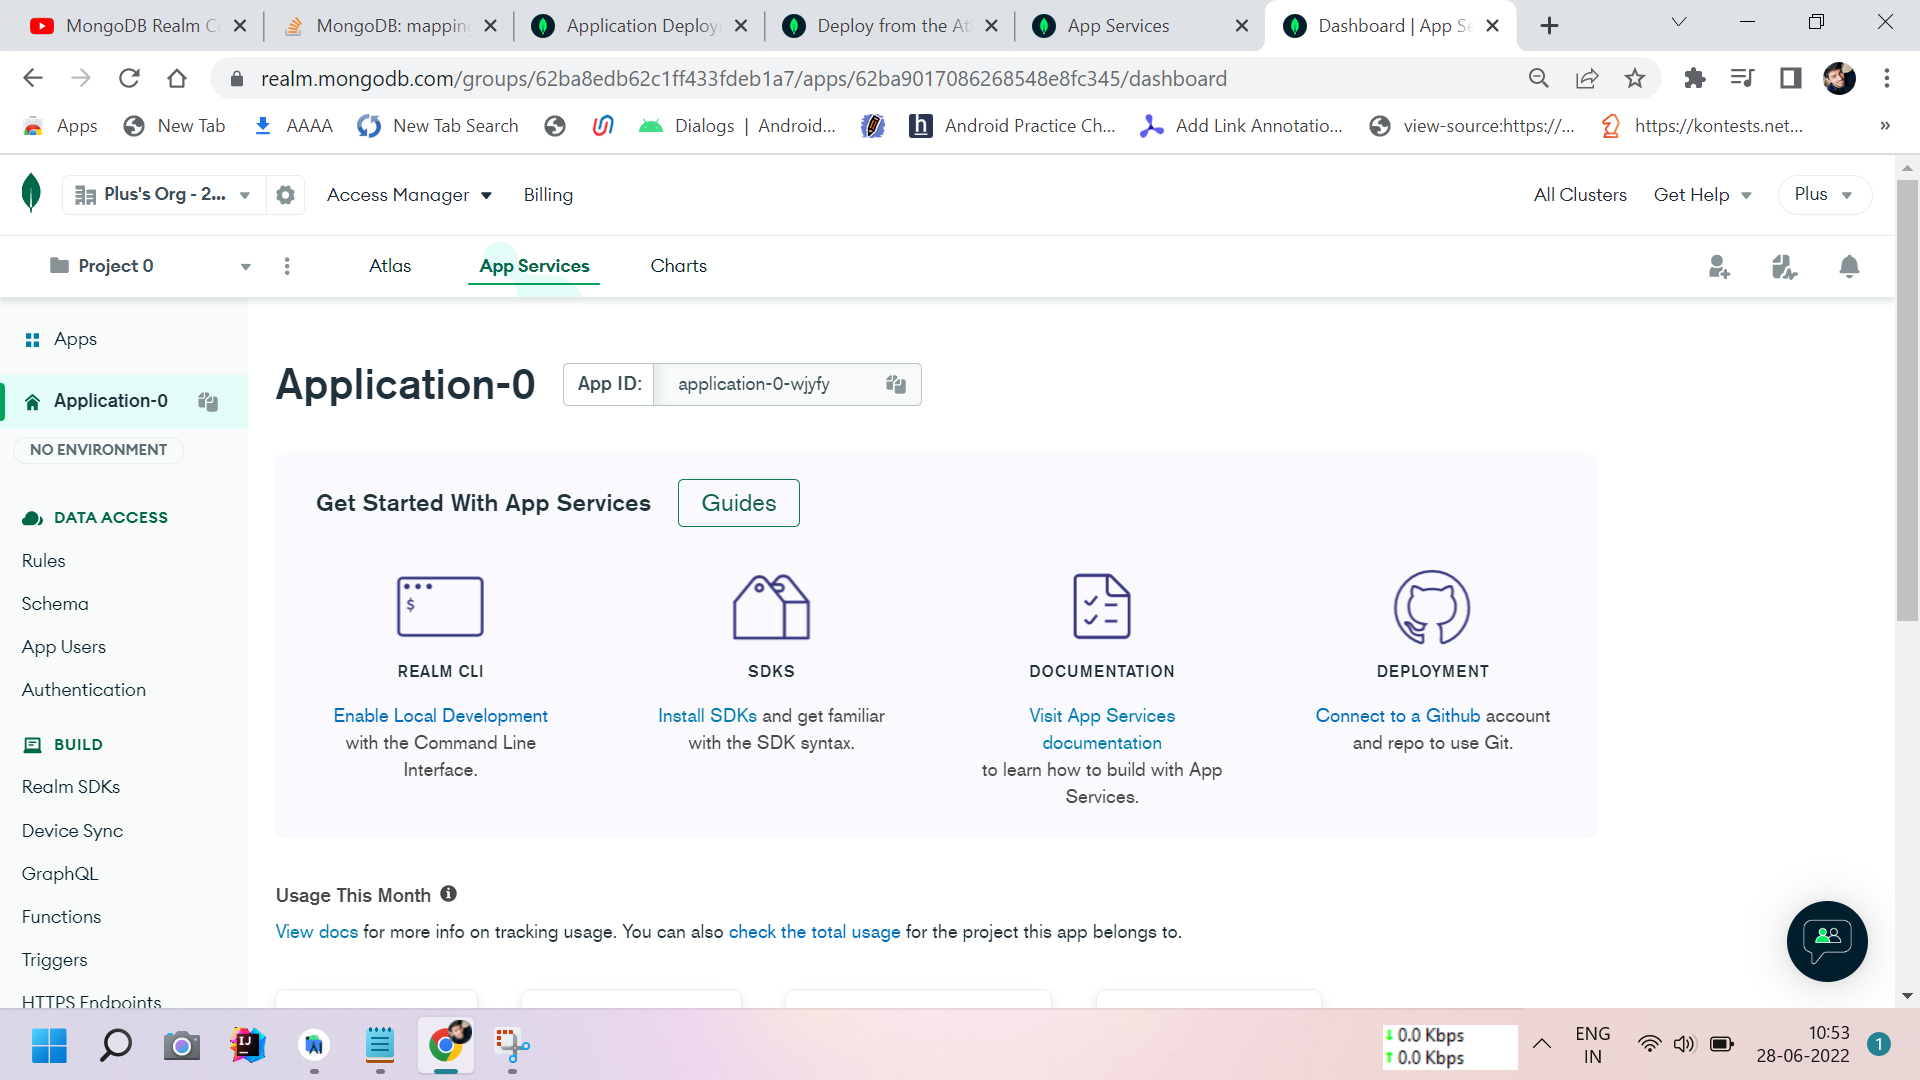 MongoDB Realm C
MongoDB: mapping
Application Deploy
Deploy from the At
App Services
Dashboard | App Se
realm.mongodb.com/groups/62ba8edb62c1ff433fdeb1a7/apps/62ba9017086268548e8fc345/dashboard
Apps
New Tab
AAAA
New Tab Search
Dialogs | Android...
h
Android Practice Ch...
Add Link Annotatio...
view-source:https://...
https://kontests.net...
»
Plus's Org - 2...
Access Manager
Billing
All Clusters
Get Help
Plus
Project 0
Atlas
App Services
Charts
Apps
Application-0
NO ENVIRONMENT
DATA ACCESS
Rules
Schema
App Users
Authentication
BUILD
Realm SDKs
Device Sync
GraphQL
Functions
Triggers
HTTPS Endpoints
Application-0
App ID:
application-0-wjyfy
Get Started With App Services
Guides
$
REALM CLI
Enable Local Development
with the Command Line
Interface.
SDKS
Install SDKs and get familiar
with the SDK syntax.
DOCUMENTATION
Visit App Services
documentation
to learn how to build with App
Services.
DEPLOYMENT
Connect to a Github account
and repo to use Git.
Usage This Month
View docs for more info on tracking usage. You can also check the total usage for the project this app belongs to.
IJ
0.0 Kbps
0.0 Kbps
ENG
IN
10:53
28-06-2022
1